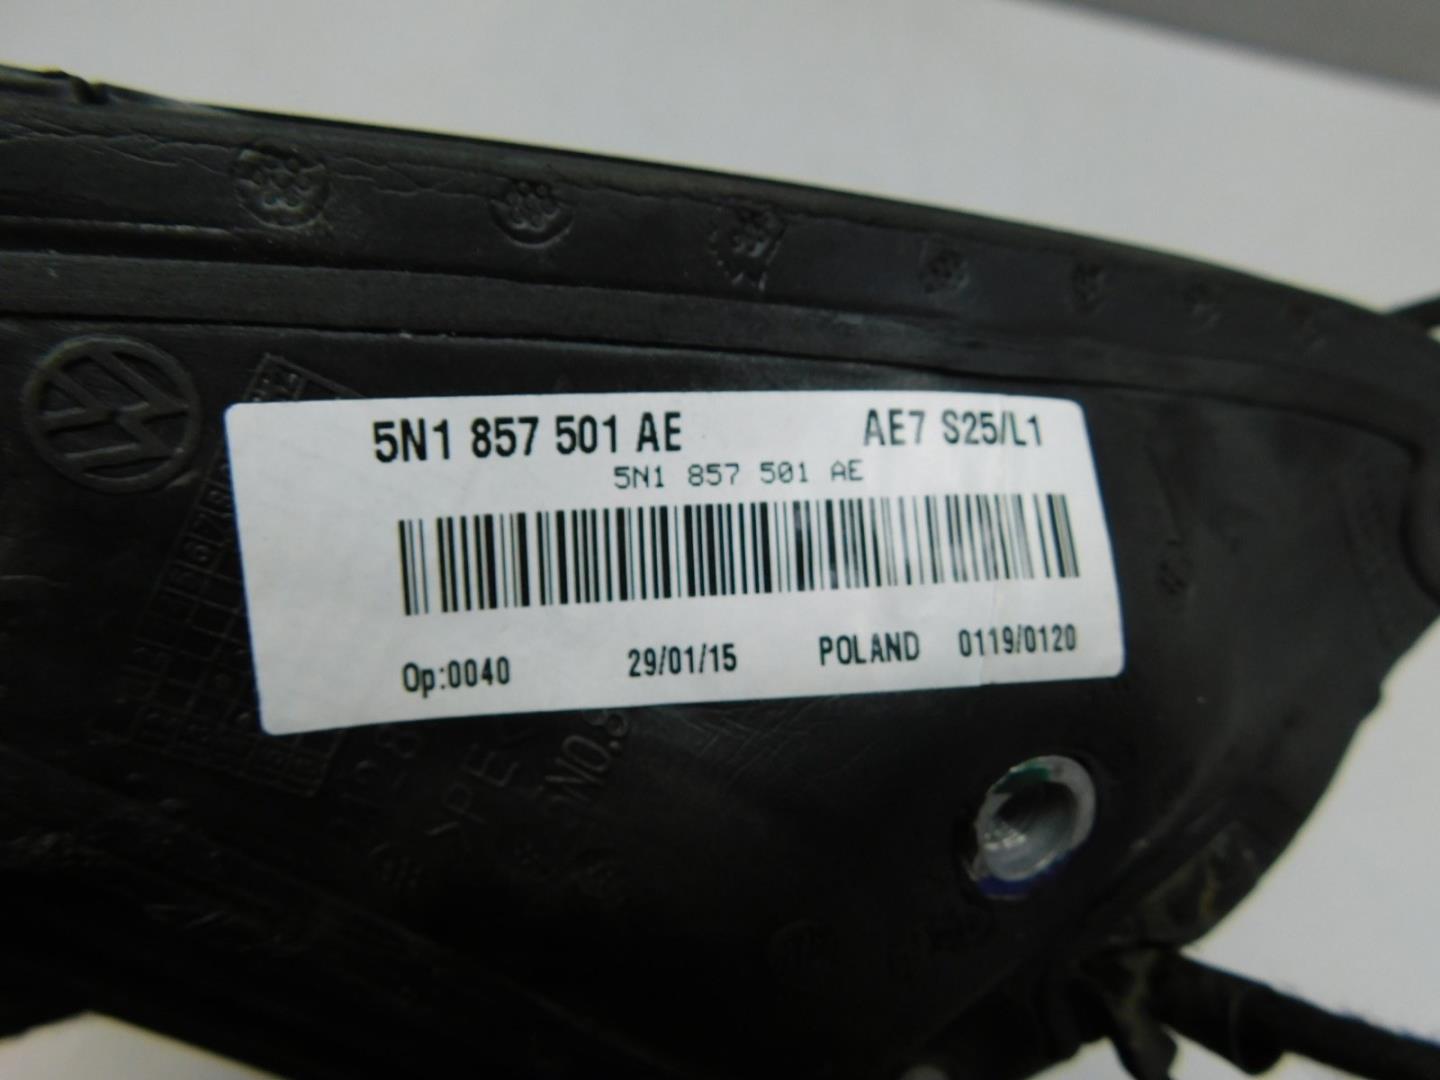 5N1 857 501 AE AE7 S25/L1
5N1 857 501 AE
Op:0040 29/01/15 POLAND 0119/0120
>PE